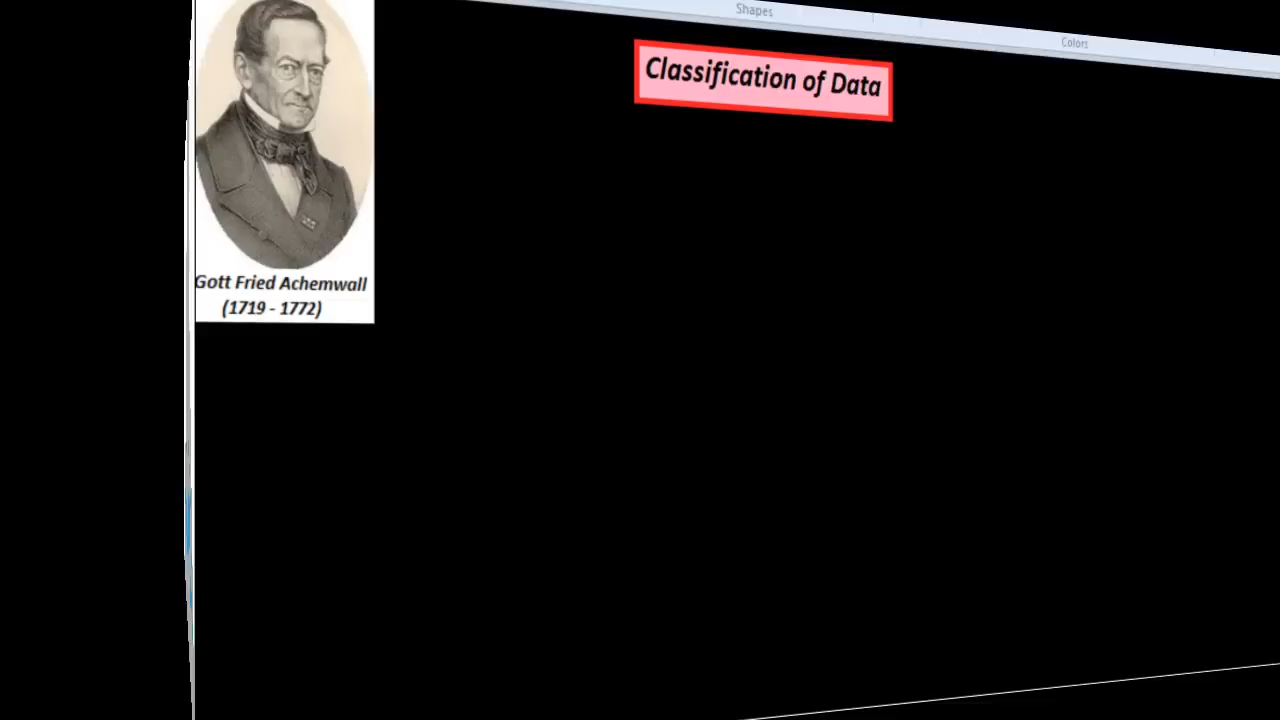 Shapes
Colors
Classification of Data
Gott Fried Achemwall
(1719 - 1772)